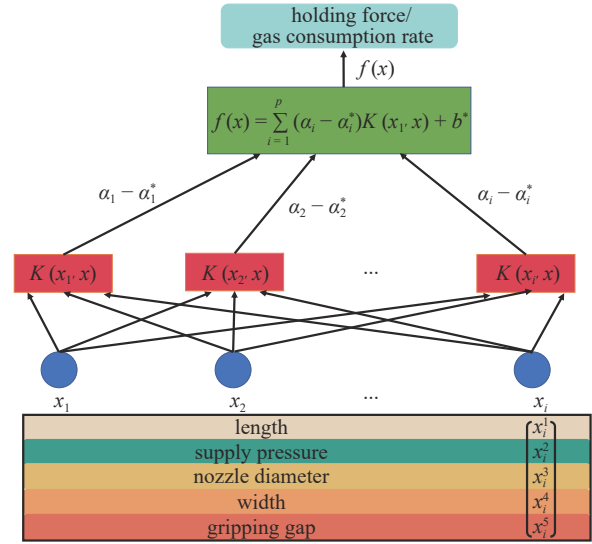 holding force/
gas consumption rate
f(x)
f(x) = ∑_{i=1}^{p} (α_i − α_i^*)K(x_1, x) + b^*
α_1 − α_1^*
α_2 − α_2^*
α_i − α_i^*
K(x_1, x)
K(x_2, x)
...
K(x_i, x)
x_1
x_2
...
x_i
length x_i^1
supply pressure x_i^2
nozzle diameter x_i^3
width x_i^4
gripping gap x_i^5